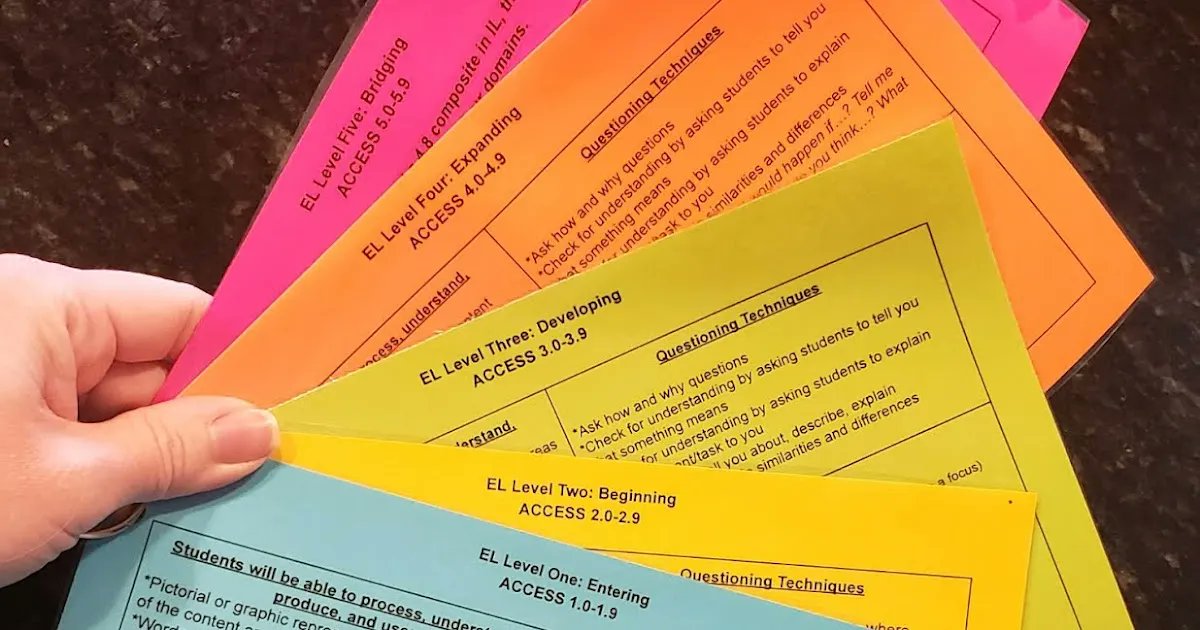 EL Level Five: Bridging
ACCESS 5.0-5.9
4.8 composite in IL,
domains.
EL Level Four: Expanding
ACCESS 4.0-4.9
understand,
Questioning Techniques
*Ask how and why questions
*Check for understanding by asking students to tell you
what something means
understanding by asking students to explain
task to you
similarities and differences
would happen if...? Tell me
you think...? What
EL Level Three: Developing
ACCESS 3.0-3.9
Questioning Techniques
*Ask how and why questions
*Check for understanding by asking students to tell you
something means
for understanding by asking students to explain
to you
you about, describe, explain
similarities and differences
a focus)
EL Level Two: Beginning
ACCESS 2.0-2.9
Questioning Techniques
where
EL Level One: Entering
ACCESS 1.0-1.9
Students will be able to process,
produce, and use
*Pictorial or graphic
of the content